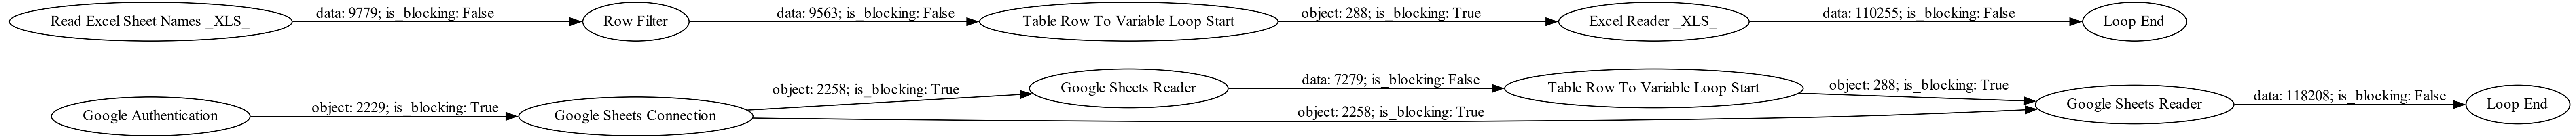 Read Excel Sheet Names _XLS_
data: 9779; is_blocking: False
Row Filter
data: 9563; is_blocking: False
Table Row To Variable Loop Start
object: 288; is_blocking: True
Excel Reader _XLS_
data: 110255; is_blocking: False
Loop End
Google Authentication
object: 2229; is_blocking: True
Google Sheets Connection
object: 2258; is_blocking: True
Google Sheets Reader
data: 7279; is_blocking: False
Table Row To Variable Loop Start
object: 288; is_blocking: True
object: 2258; is_blocking: True
Google Sheets Reader
data: 118208; is_blocking: False
Loop End